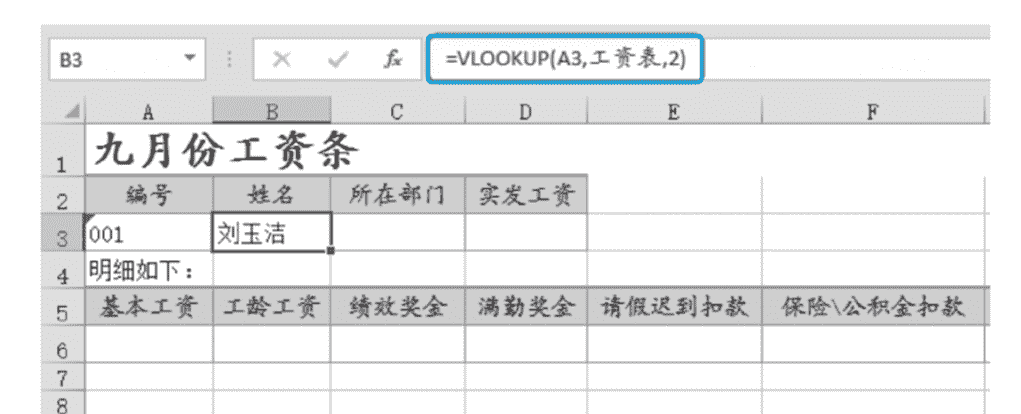 B3 fx =VLOOKUP(A3,工资表,2)
A B C D E F
1 九月份工资条
2 编号 姓名 所在部门 实发工资
3 001 刘玉洁
4 明细如下：
5 基本工资 工龄工资 绩效奖金 满勤奖金 请假迟到扣款 保险\公积金扣款
6
7
8